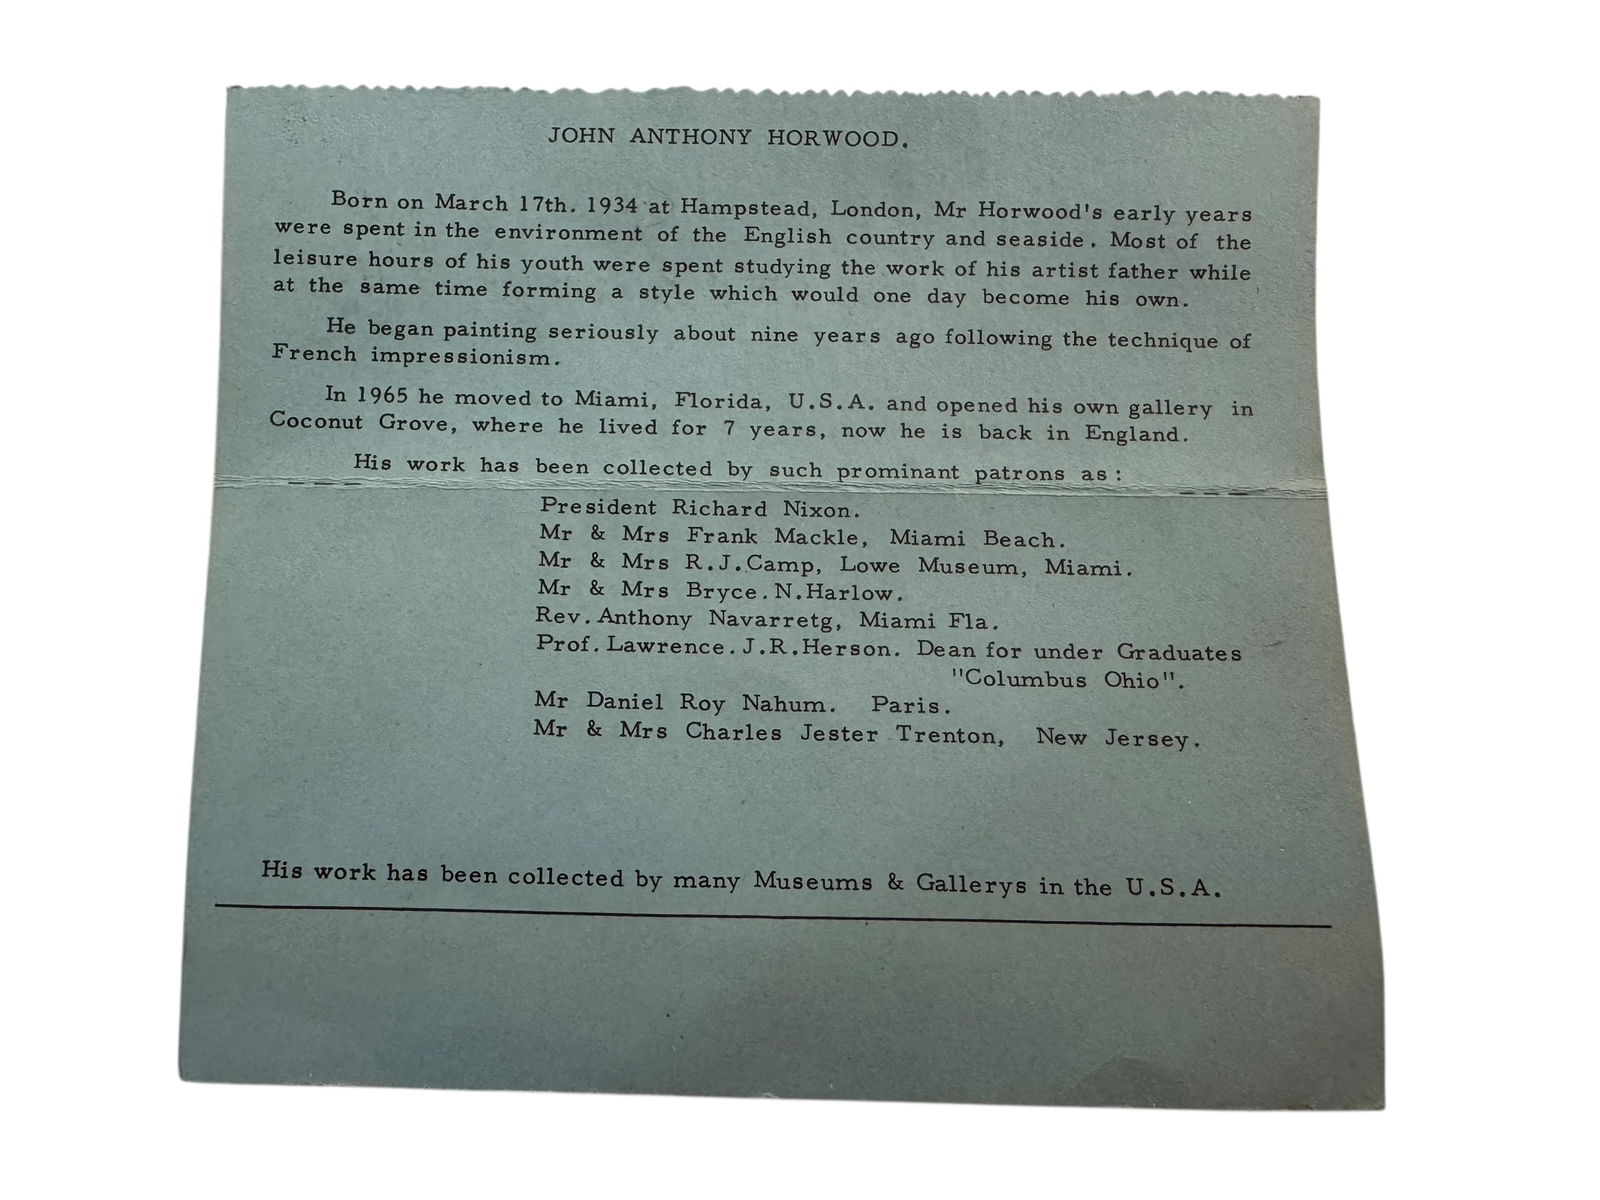 JOHN ANTHONY HORWOOD.
Born on March 17th. 1934 at Hampstead, London, Mr Horwood's early years
were spent in the environment of the English country and seaside. Most of the
leisure hours of his youth were spent studying the work of his artist father while
at the same time forming a style which would one day become his own.
He began painting seriously about nine years ago following the technique of
French impressionism.
In 1965 he moved to Miami, Florida, U.S.A. and opened his own gallery in
Coconut Grove, where he lived for 7 years, now he is back in England.
His work has been collected by such prominant patrons as:
President Richard Nixon.
Mr & Mrs Frank Mackle, Miami Beach.
Mr & Mrs R.J.Camp, Lowe Museum, Miami.
Mr & Mrs Bryce.N.Harlow.
Rev.Anthony Navarretg, Miami Fla.
Prof.Lawrence.J.R.Herson. Dean for under Graduates
"Columbus Ohio".
Mr Daniel Roy Nahum. Paris.
Mr & Mrs Charles Jester Trenton, New Jersey.
His work has been collected by many Museums & Gallerys in the U.S.A.